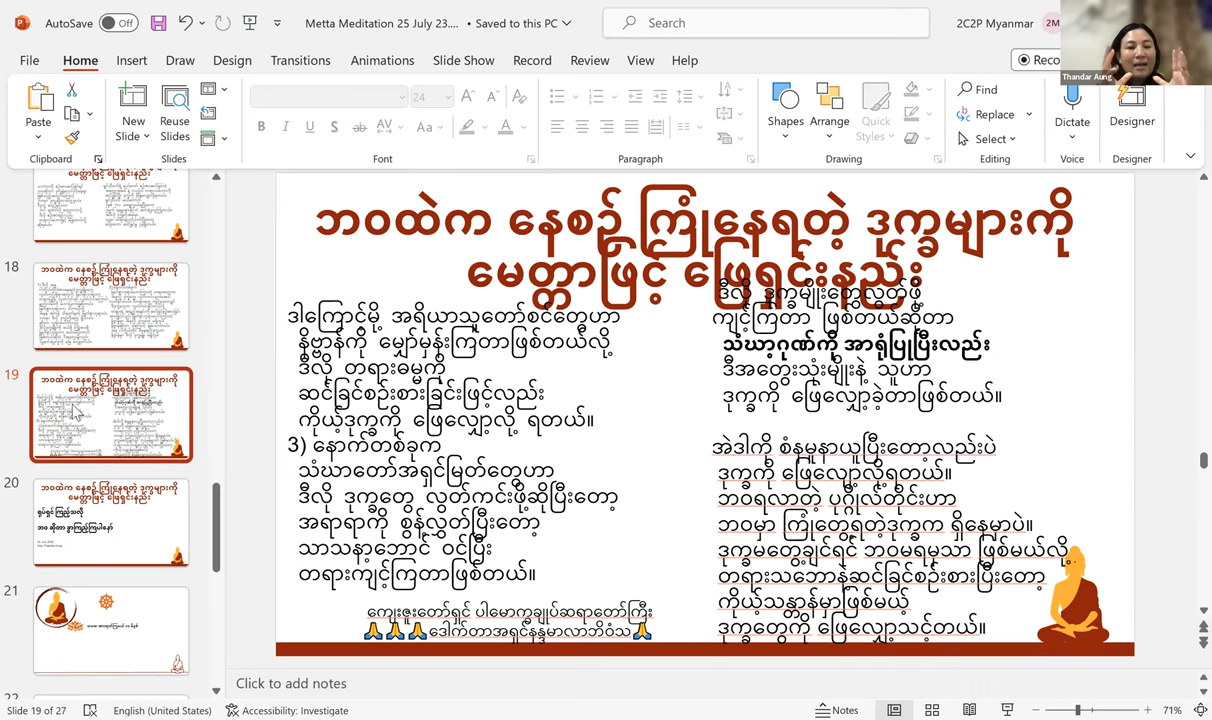 AutoSave
Off
Metta Meditation 25 July 23.... • Saved to this PC
Search
2C2P Myanmar
2M
File
Home
Insert
Draw
Design
Transitions
Animations
Slide Show
Record
Review
View
Help
Reco
Thandar Aung
Paste
New
Slide
Reuse
Slides
24
Shapes
Arrange
Quick
Styles
Find
Replace
Select
Dictate
Designer
Clipboard
Slides
Font
Paragraph
Drawing
Editing
Voice
Designer
18
19
20
21
22
ဘဝထဲက နေစဉ် ကြုံနေရတဲ့ ဒုက္ခများကို
မေတ္တာဖြင့် ဖြေရှင်းနည်း
ဒါကြောင့်မို့ အရိယာသူတော်စင်တွေဟာ
နိဗ္ဗာန်ကို မျှော်မှန်းကြတာဖြစ်တယ်လို့
ဒီလို တရားဓမ္မကို
ဆင်ခြင်စဉ်းစားခြင်းဖြင့်လည်း
ကိုယ့်ဒုက္ခကို ဖြေလျှော့လို့ ရတယ်။
3) နောက်တစ်ခုက
သံဃာတော်အရှင်မြတ်တွေဟာ
ဒီလို ဒုက္ခတွေ လွတ်ကင်းဖို့ဆိုပြီးတော့
အရာရာကို စွန့်လွှတ်ပြီးတော့
သာသနာ့ဘောင် ဝင်ပြီး
တရားကျင့်ကြတာဖြစ်တယ်။
ဒီလို ဒုက္ခမျိုးတွေလွတ်ဖို့
ကျင့်ကြတာ ဖြစ်တယ်ဆိုတာ
သံဃာ့ဂုဏ်ကို အာရုံပြုပြီးလည်း
ဒီအတွေးသုံးမျိုးနဲ့ သူဟာ
ဒုက္ခကို ဖြေလျှော့ခဲ့တာဖြစ်တယ်။
အဲဒါကို စံနမူနာယူပြီးတော့လည်းပဲ
ဒုက္ခကို ဖြေလျော့လို့ရတယ်။
ဘဝရလာတဲ့ ပုဂ္ဂိုလ်တိုင်းဟာ
ဘဝမှာ ကြုံတွေ့ရတဲ့ဒုက္ခက ရှိနေမှာပဲ။
ဒုက္ခမတွေ့ချင်ရင် ဘဝမရမှသာ ဖြစ်မယ်လို့
တရားသဘောနဲ့ဆင်ခြင်စဉ်းစားပြီးတော့
ကိုယ့်သန္တာန်မှာဖြစ်မယ့်
ဒုက္ခတွေကို ဖြေလျှော့သင့်တယ်။
ကျေးဇူးတော်ရှင် ပါမောက္ခချုပ်ဆရာတော်ကြီး
🙏🙏🙏ဒေါက်တာအရှင်နန္ဒမာလာဘိဝံသ🙏
Click to add notes
Slide 19 of 27
English (United States)
Accessibility: Investigate
Notes
71%